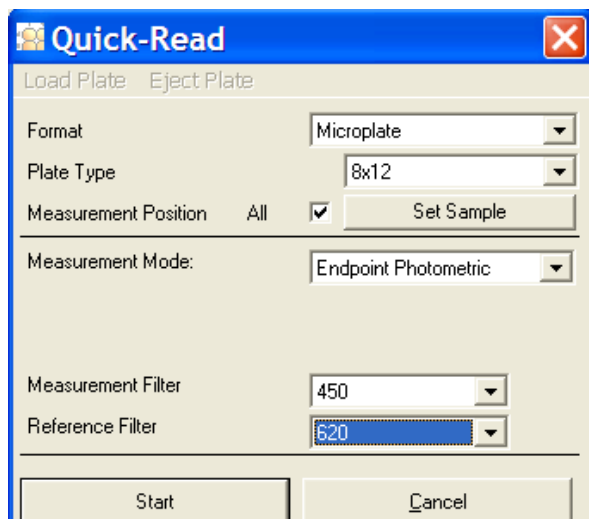 Quick-Read
Load Plate Eject Plate
Format Microplate
Plate Type 8x12
Measurement Position All Set Sample
Measurement Mode: Endpoint Photometric
Measurement Filter 450
Reference Filter 620
Start Cancel